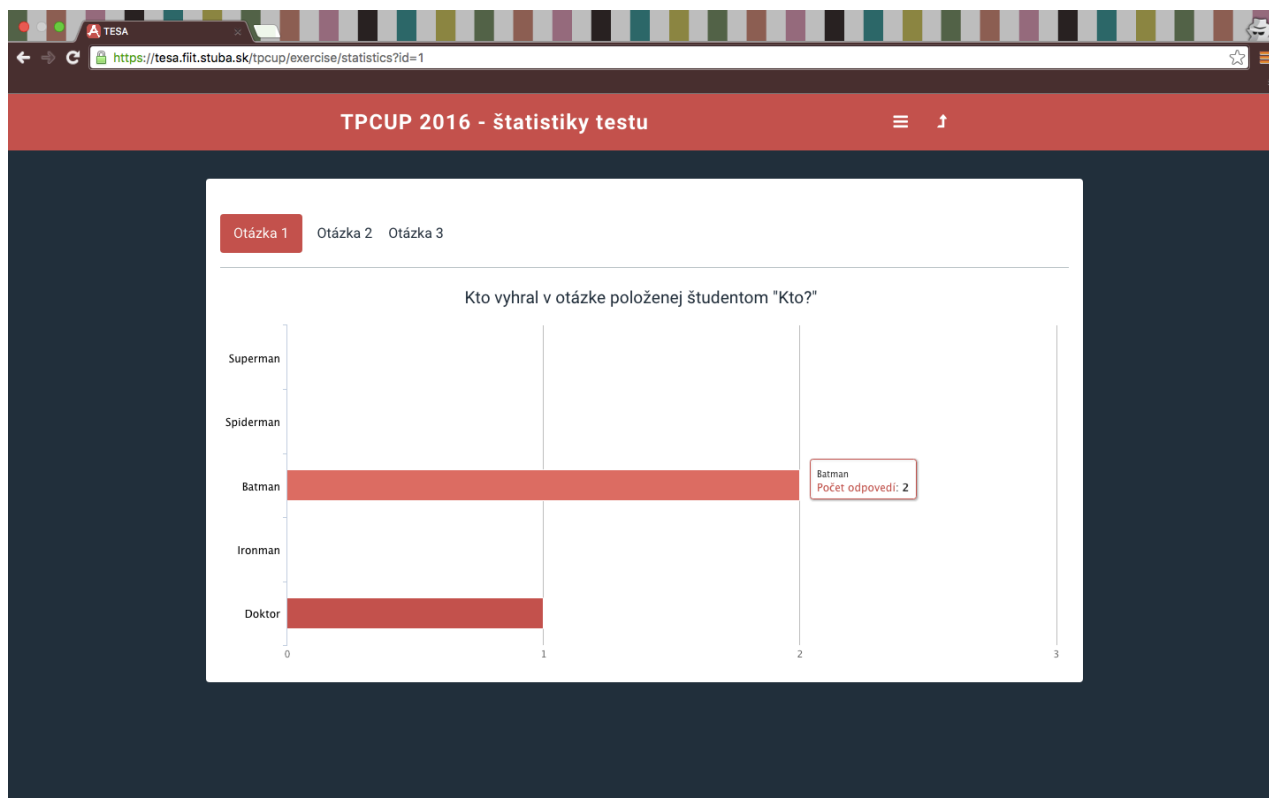 TESA
https://tesa.fiit.stuba.sk/tpcup/exercise/statistics?id=1
TPCUP 2016 - štatistiky testu
Otázka 1 Otázka 2 Otázka 3
Kto vyhral v otázke položenej študentom "Kto?"
Superman
Spiderman
Batman
Batman
Počet odpovedí: 2
Ironman
Doktor
0 1 2 3